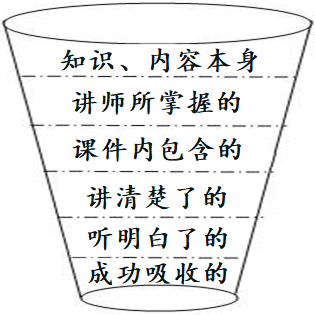 知识、内容本身
讲师所掌握的
课件内包含的
讲清楚了的
听明白了的
成功吸收的